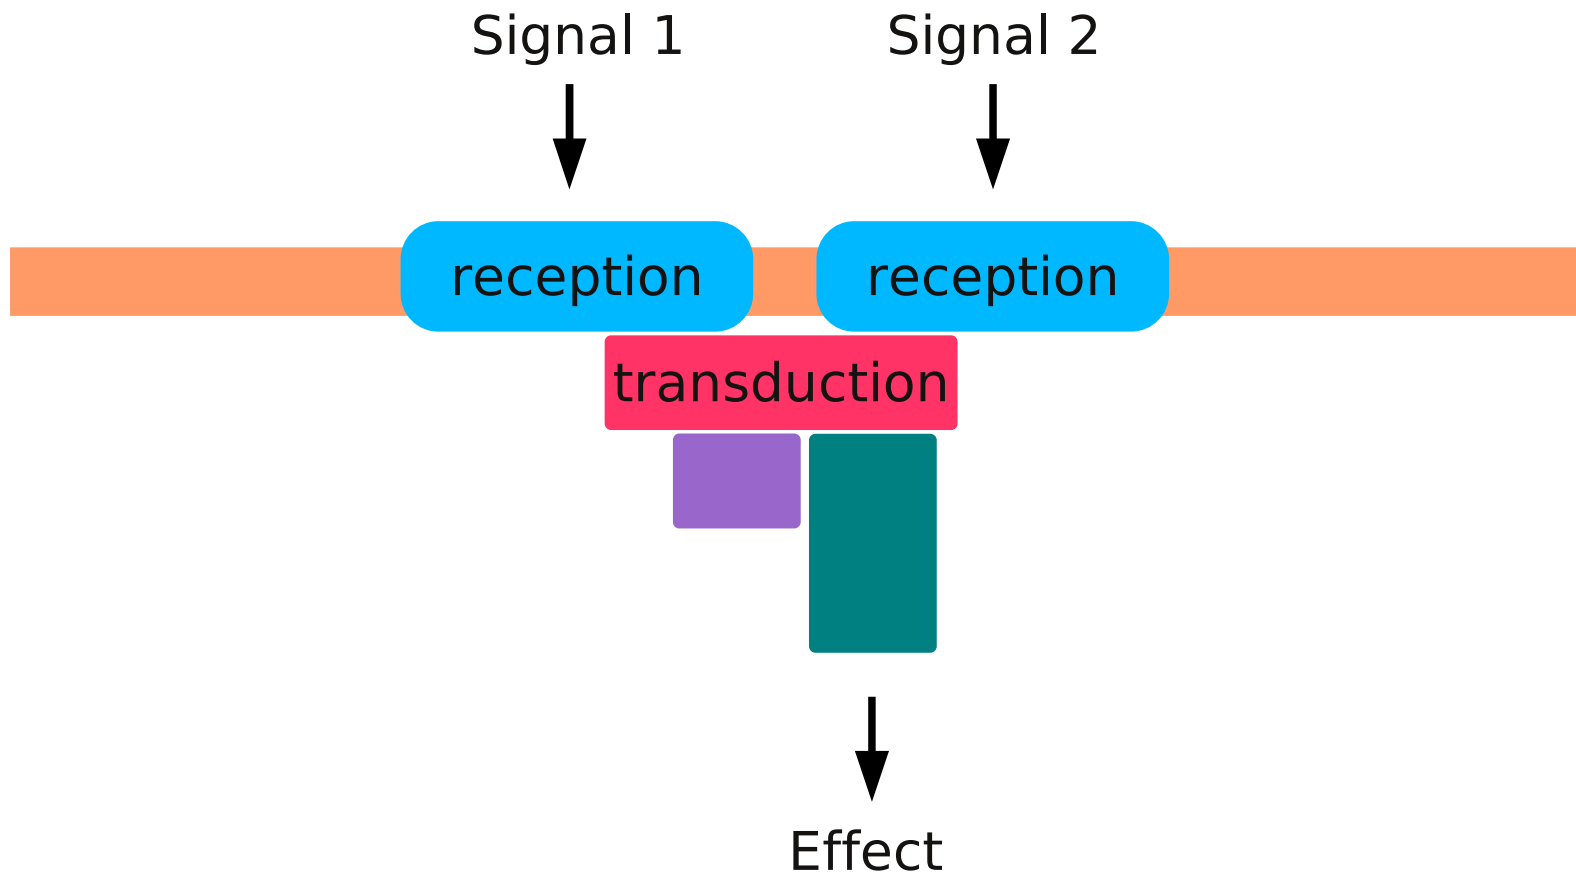 Signal 1 Signal 2
reception reception
transduction
Effect